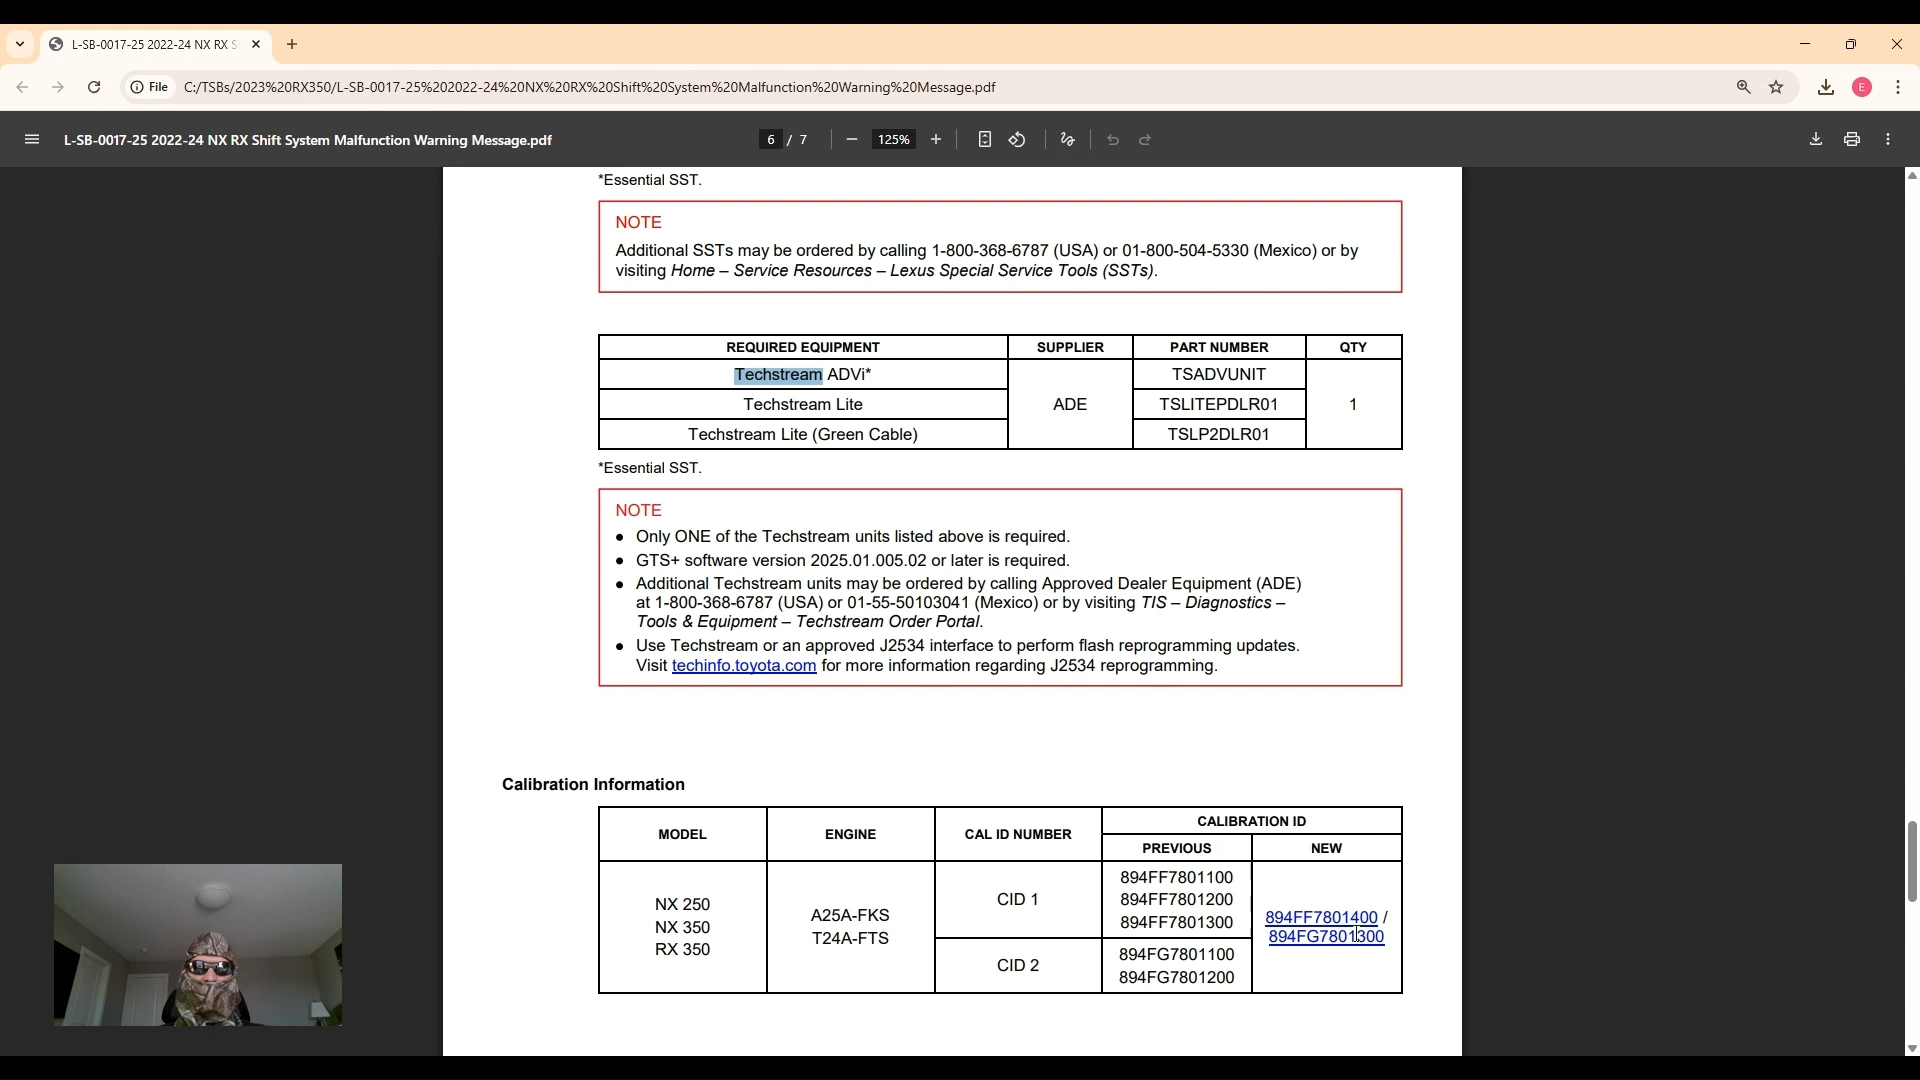 L-SB-0017-25 2022-24 NX RX S
File
C:/TSBs/2023%20RX350/L-SB-0017-25%202022-24%20NX%20RX%20Shift%20System%20Malfunction%20Warning%20Message.pdf
E
L-SB-0017-25 2022-24 NX RX Shift System Malfunction Warning Message.pdf
6 / 7
125%
*Essential SST.
NOTE
Additional SSTs may be ordered by calling 1-800-368-6787 (USA) or 01-800-504-5330 (Mexico) or by
visiting Home – Service Resources – Lexus Special Service Tools (SSTs).
REQUIRED EQUIPMENT SUPPLIER PART NUMBER QTY
Techstream ADVi* TSADVUNIT
Techstream Lite ADE TSLITEPDLR01 1
Techstream Lite (Green Cable) TSLP2DLR01
*Essential SST.
NOTE
• Only ONE of the Techstream units listed above is required.
• GTS+ software version 2025.01.005.02 or later is required.
• Additional Techstream units may be ordered by calling Approved Dealer Equipment (ADE)
at 1-800-368-6787 (USA) or 01-55-50103041 (Mexico) or by visiting TIS – Diagnostics –
Tools & Equipment – Techstream Order Portal.
• Use Techstream or an approved J2534 interface to perform flash reprogramming updates.
Visit techinfo.toyota.com for more information regarding J2534 reprogramming.
Calibration Information
MODEL ENGINE CAL ID NUMBER CALIBRATION ID
PREVIOUS NEW
NX 250
NX 350
RX 350
A25A-FKS
T24A-FTS
CID 1
894FF7801100
894FF7801200
894FF7801300
894FF7801400 /
894FG7801300
CID 2
894FG7801100
894FG7801200